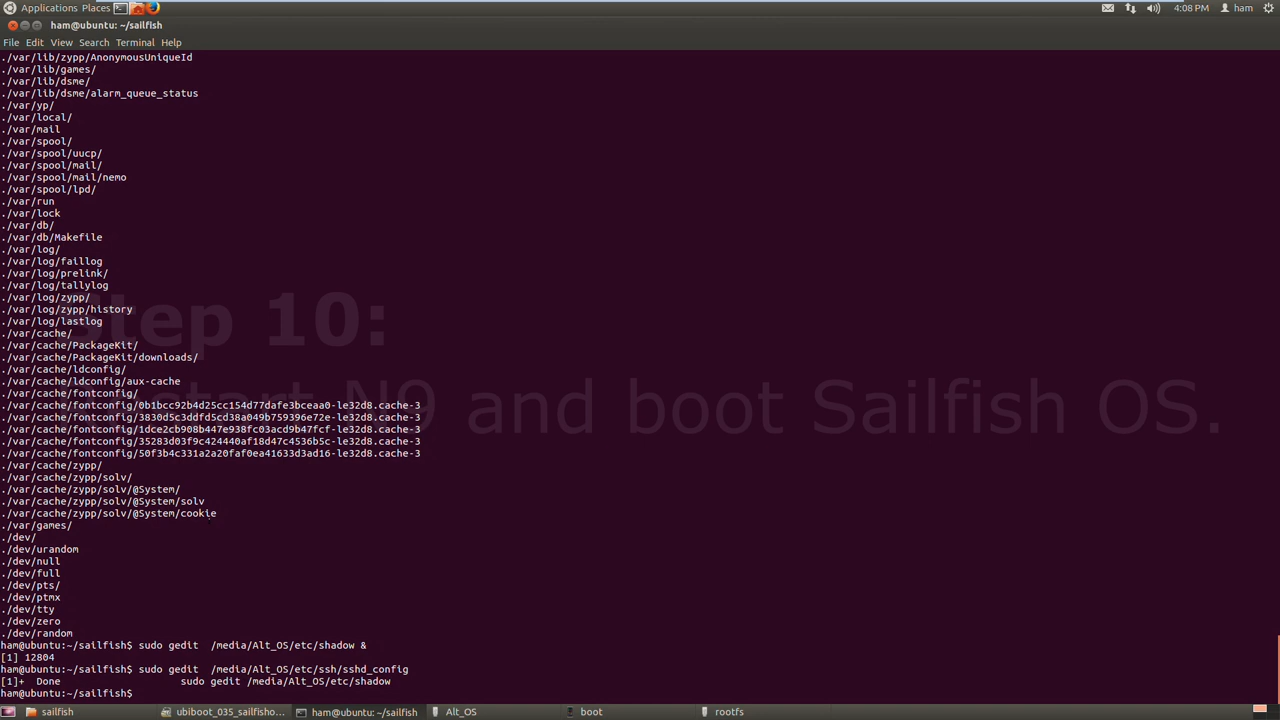 Applications Places
4:08 PM
ham
ham@ubuntu: ~/sailfish
File Edit View Search Terminal Help
./var/lib/zypp/AnonymousUniqueId
./var/lib/games/
./var/lib/dsme/
./var/lib/dsme/alarm_queue_status
./var/yp/
./var/local/
./var/mail
./var/spool/
./var/spool/uucp/
./var/spool/mail/
./var/spool/mail/nemo
./var/spool/lpd/
./var/run
./var/lock
./var/db/
./var/db/Makefile
./var/log/
./var/log/faillog
./var/log/prelink/
./var/log/tallylog
./var/log/zypp/
./var/log/zypp/history
./var/log/lastlog
./var/cache/
./var/cache/PackageKit/
./var/cache/PackageKit/downloads/
./var/cache/ldconfig/
./var/cache/ldconfig/aux-cache
./var/cache/fontconfig/
./var/cache/fontconfig/0b1bcc92b4d25cc154d77dafe3bceaa0-le32d8.cache-3
./var/cache/fontconfig/3830d5c3ddfd5cd38a049b759396e72e-le32d8.cache-3
./var/cache/fontconfig/1dce2cb908b447e938fc03acd9b47fcf-le32d8.cache-3
./var/cache/fontconfig/35283d03f9c424440af18d47c4536b5c-le32d8.cache-3
./var/cache/fontconfig/50f3b4c331a2a20faf0ea41633d3ad16-le32d8.cache-3
./var/cache/zypp/
./var/cache/zypp/solv/
./var/cache/zypp/solv/@System/
./var/cache/zypp/solv/@System/solv
./var/cache/zypp/solv/@System/cookie
./var/games/
./dev/
./dev/urandom
./dev/null
./dev/full
./dev/pts/
./dev/ptmx
./dev/tty
./dev/zero
./dev/random
ham@ubuntu:~/sailfish$ sudo gedit  /media/Alt_OS/etc/shadow &
[1] 12804
ham@ubuntu:~/sailfish$ sudo gedit  /media/Alt_OS/etc/ssh/sshd_config
[1]+  Done                    sudo gedit /media/Alt_OS/etc/shadow
ham@ubuntu:~/sailfish$
Step 10:
start N9 and boot Sailfish OS.
sailfish
ubiboot_035_sailfisho...
ham@ubuntu: ~/sailfish
Alt_OS
boot
rootfs